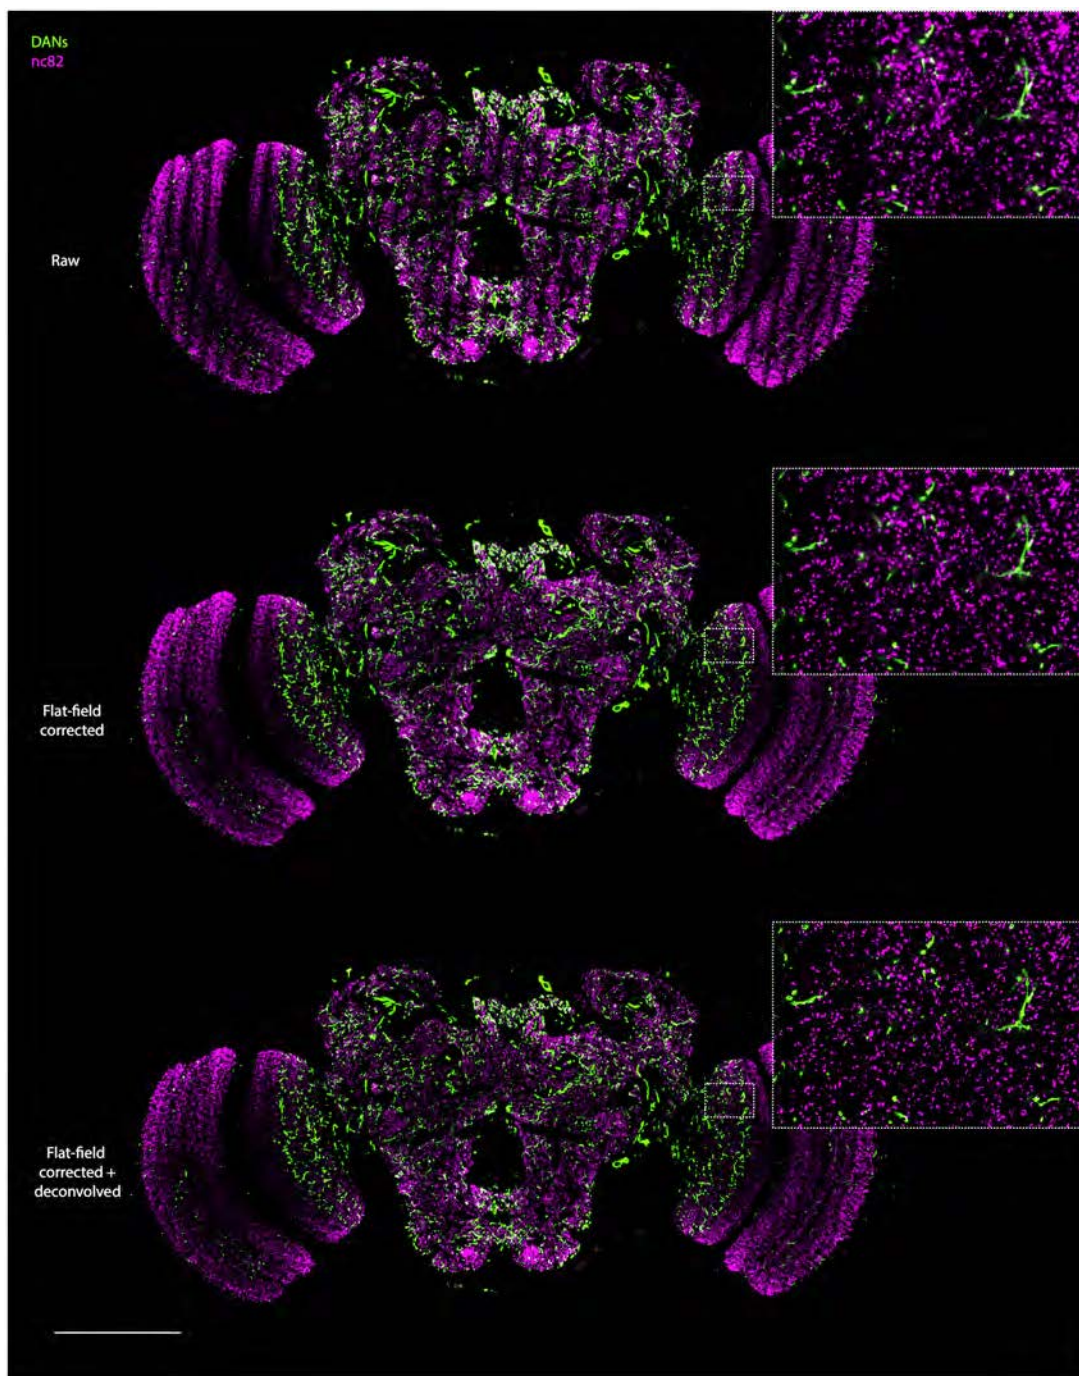 DANs
nc82
Raw
Flat-field
corrected
Flat-field
corrected +
deconvolved